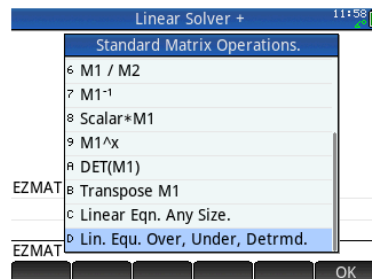 Linear Solver +
11:58
Standard Matrix Operations.
6 M1 / M2
7 M1⁻¹
8 Scalar*M1
9 M1^x
A DET(M1)
EZMAT
B Transpose M1
C Linear Eqn. Any Size.
D Lin. Equ. Over, Under, Detrmd.
EZMAT
OK